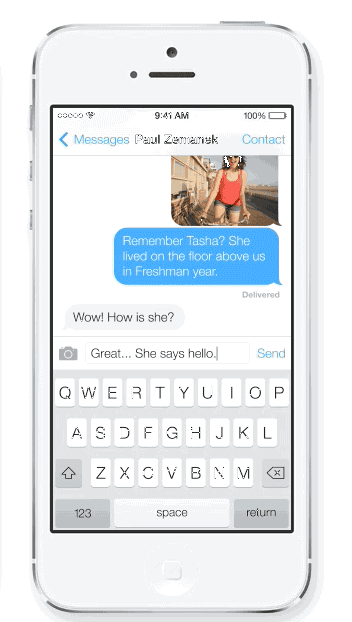 9:41 AM
100%
Messages Paul Zemanek Contact
Remember Tasha? She
lived on the floor above us
in Freshman year.
Delivered
Wow! How is she?
Great... She says hello. Send
Q W E R T Y U I O P
A S D F G H J K L
Z X C V B N M
123 space return